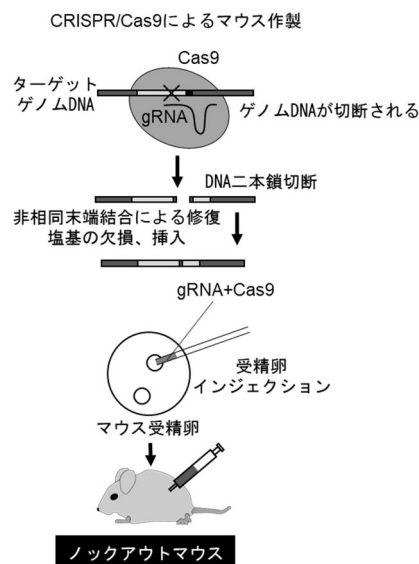 CRISPR/Cas9によるマウス作製
Cas9
ターゲット
ゲノムDNA
gRNA
ゲノムDNAが切断される
DNA二本鎖切断
非相同末端結合による修復
塩基の欠損、挿入
gRNA+Cas9
受精卵
インジェクション
マウス受精卵
ノックアウトマウス